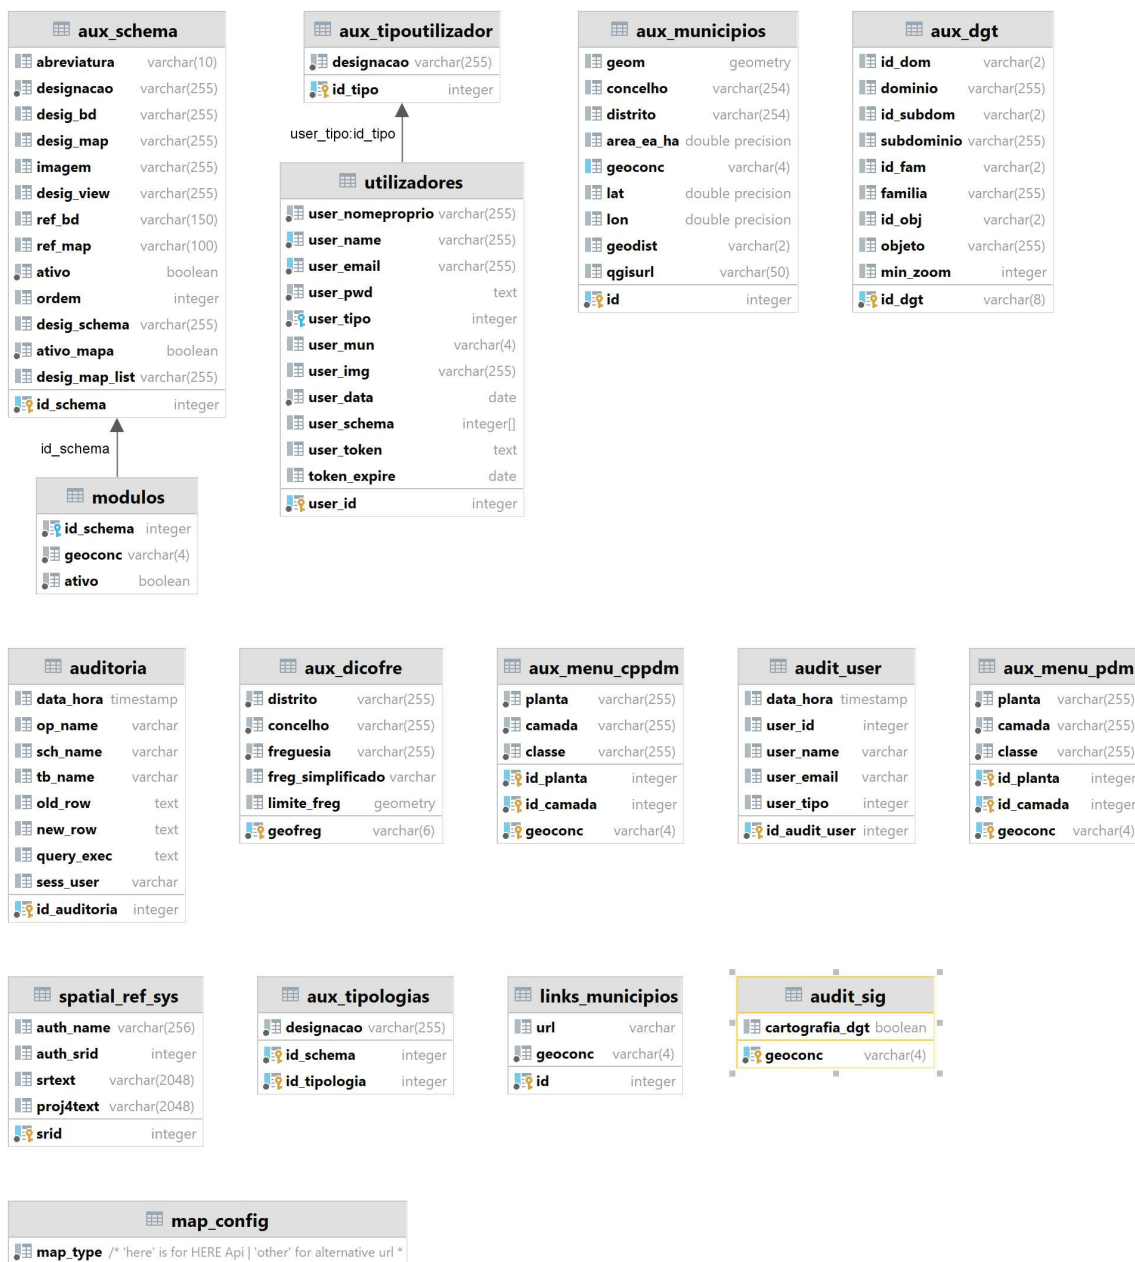 aux_schema
abreviatura varchar(10)
designacao varchar(255)
desig_bd varchar(255)
desig_map varchar(255)
imagem varchar(255)
desig_view varchar(255)
ref_bd varchar(150)
ref_map varchar(100)
ativo boolean
ordem integer
desig_schema varchar(255)
ativo_mapa boolean
desig_map_list varchar(255)
id_schema integer
id_schema
modulos
id_schema integer
geoconc varchar(4)
ativo boolean
aux_tipoutilizador
designacao varchar(255)
id_tipo integer
user_tipo:id_tipo
utilizadores
user_nomeproprio varchar(255)
user_name varchar(255)
user_email varchar(255)
user_pwd text
user_tipo integer
user_mun varchar(4)
user_img varchar(255)
user_data date
user_schema integer[]
user_token text
token_expire date
user_id integer
aux_municipios
geom geometry
concelho varchar(254)
distrito varchar(254)
area_ea_ha double precision
geoconc varchar(4)
lat double precision
lon double precision
geodist varchar(2)
qgisurl varchar(50)
id integer
aux_dgt
id_dom varchar(2)
dominio varchar(255)
id_subdom varchar(2)
subdominio varchar(255)
id_fam varchar(2)
familia varchar(255)
id_obj varchar(2)
objeto varchar(255)
min_zoom integer
id_dgt varchar(8)
auditoria
data_hora timestamp
op_name varchar
sch_name varchar
tb_name varchar
old_row text
new_row text
query_exec text
sess_user varchar
id_auditoria integer
aux_dicofre
distrito varchar(255)
concelho varchar(255)
freguesia varchar(255)
freg_simplificado varchar
limite_freg geometry
geofreg varchar(6)
aux_menu_cppdm
planta varchar(255)
camada varchar(255)
classe varchar(255)
id_planta integer
id_camada integer
geoconc varchar(4)
audit_user
data_hora timestamp
user_id integer
user_name varchar
user_email varchar
user_tipo integer
id_audit_user integer
aux_menu_pdm
planta varchar(255)
camada varchar(255)
classe varchar(255)
id_planta integer
id_camada integer
geoconc varchar(4)
spatial_ref_sys
auth_name varchar(256)
auth_srid integer
srtext varchar(2048)
proj4text varchar(2048)
srid integer
aux_tipologias
designacao varchar(255)
id_schema integer
id_tipologia integer
links_municipios
url varchar
geoconc varchar(4)
id integer
audit_sig
cartografia_dgt boolean
geoconc varchar(4)
map_config
map_type /* 'here' is for HERE Api | 'other' for alternative url *